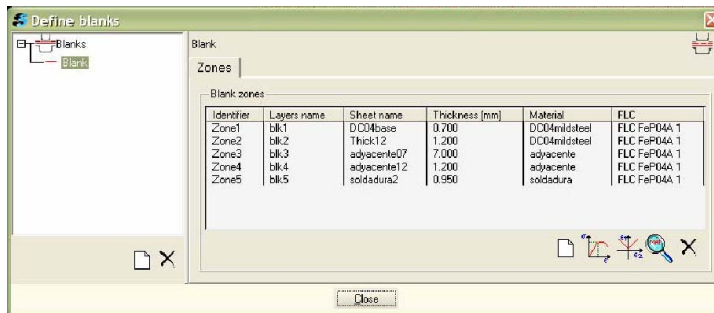 Define blanks
Blanks
Blank
Blank
Zones
Blank zones
Identifier Layers name Sheet name Thickness [mm] Material FLC
Zone1 blk1 DC04base 0.700 DC04mildsteel FLC FeP04A 1
Zone2 blk2 Thick12 1.200 DC04mildsteel FLC FeP04A 1
Zone3 blk3 adyacente07 7.000 adyacente FLC FeP04A 1
Zone4 blk4 adyacente12 1.200 adyacente FLC FeP04A 1
Zone5 blk5 soldadura2 0.950 soldadura FLC FeP04A 1
Close